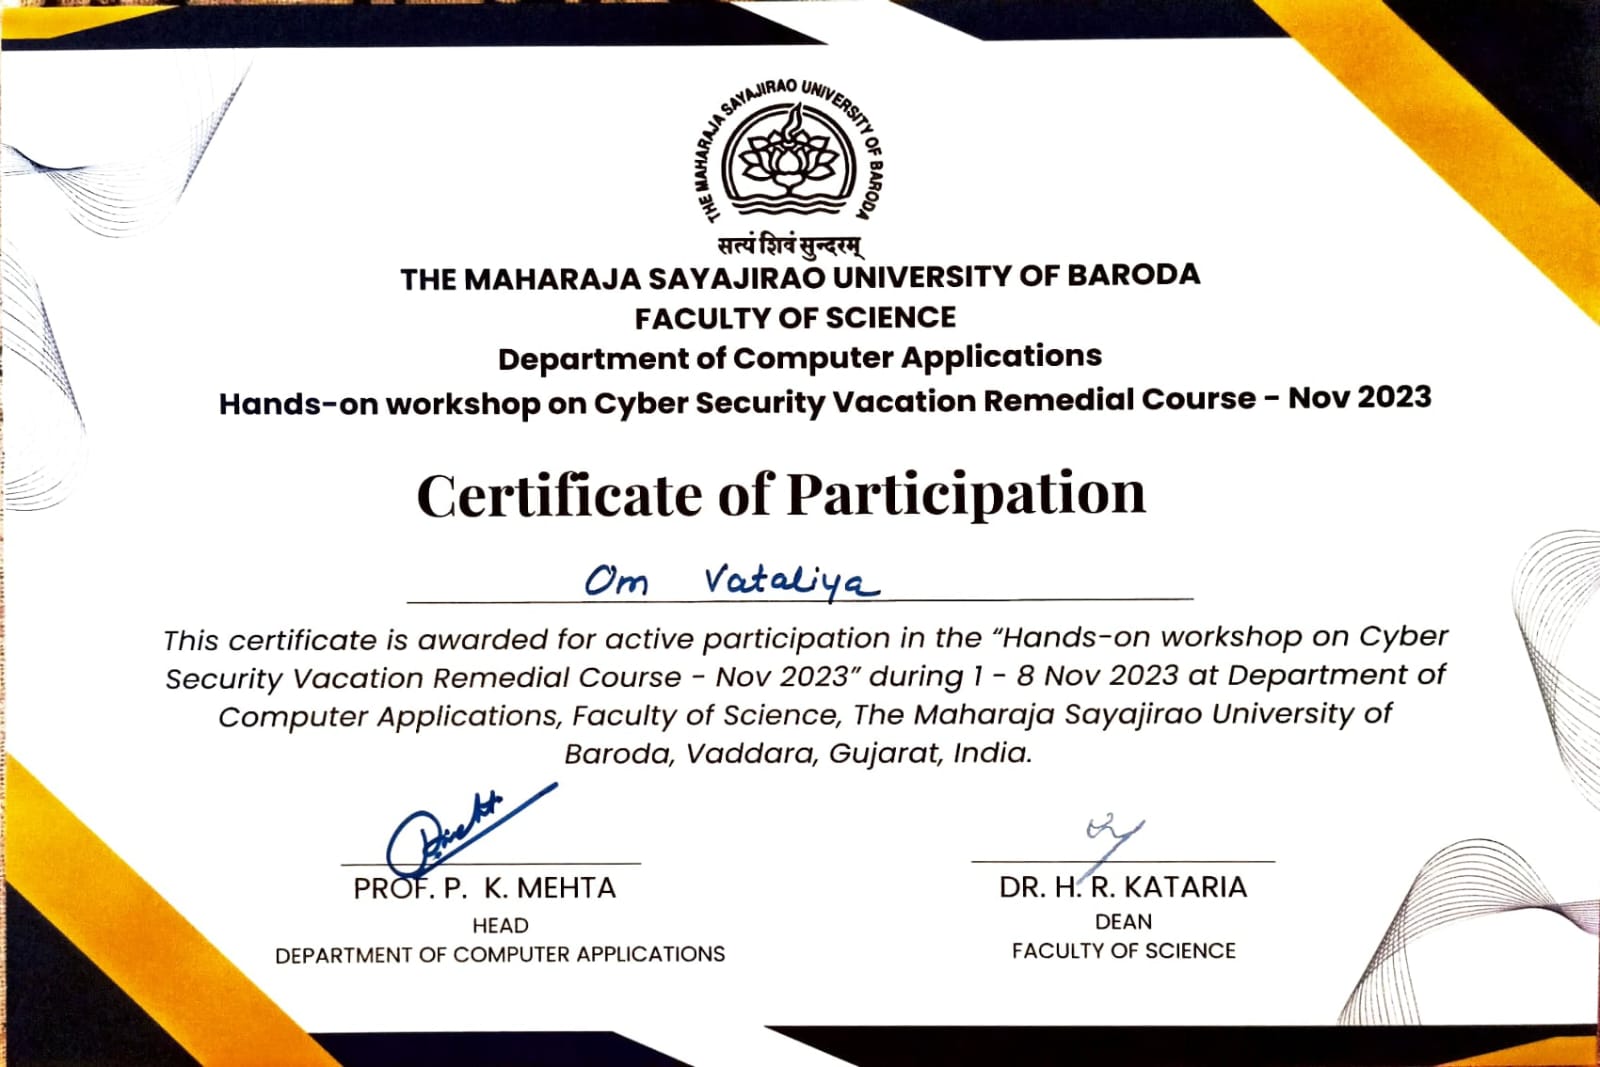 THE MAHARAJA SAYAJIRAO UNIVERSITY OF BARODA
सत्यं शिवं सुन्दरम्
THE MAHARAJA SAYAJIRAO UNIVERSITY OF BARODA
FACULTY OF SCIENCE
Department of Computer Applications
Hands-on workshop on Cyber Security Vacation Remedial Course - Nov 2023
Certificate of Participation
Om Vataliya
This certificate is awarded for active participation in the “Hands-on workshop on Cyber
Security Vacation Remedial Course - Nov 2023” during 1 - 8 Nov 2023 at Department of
Computer Applications, Faculty of Science, The Maharaja Sayajirao University of
Baroda, Vaddara, Gujarat, India.
PROF. P. K. MEHTA
HEAD
DEPARTMENT OF COMPUTER APPLICATIONS
DR. H. R. KATARIA
DEAN
FACULTY OF SCIENCE